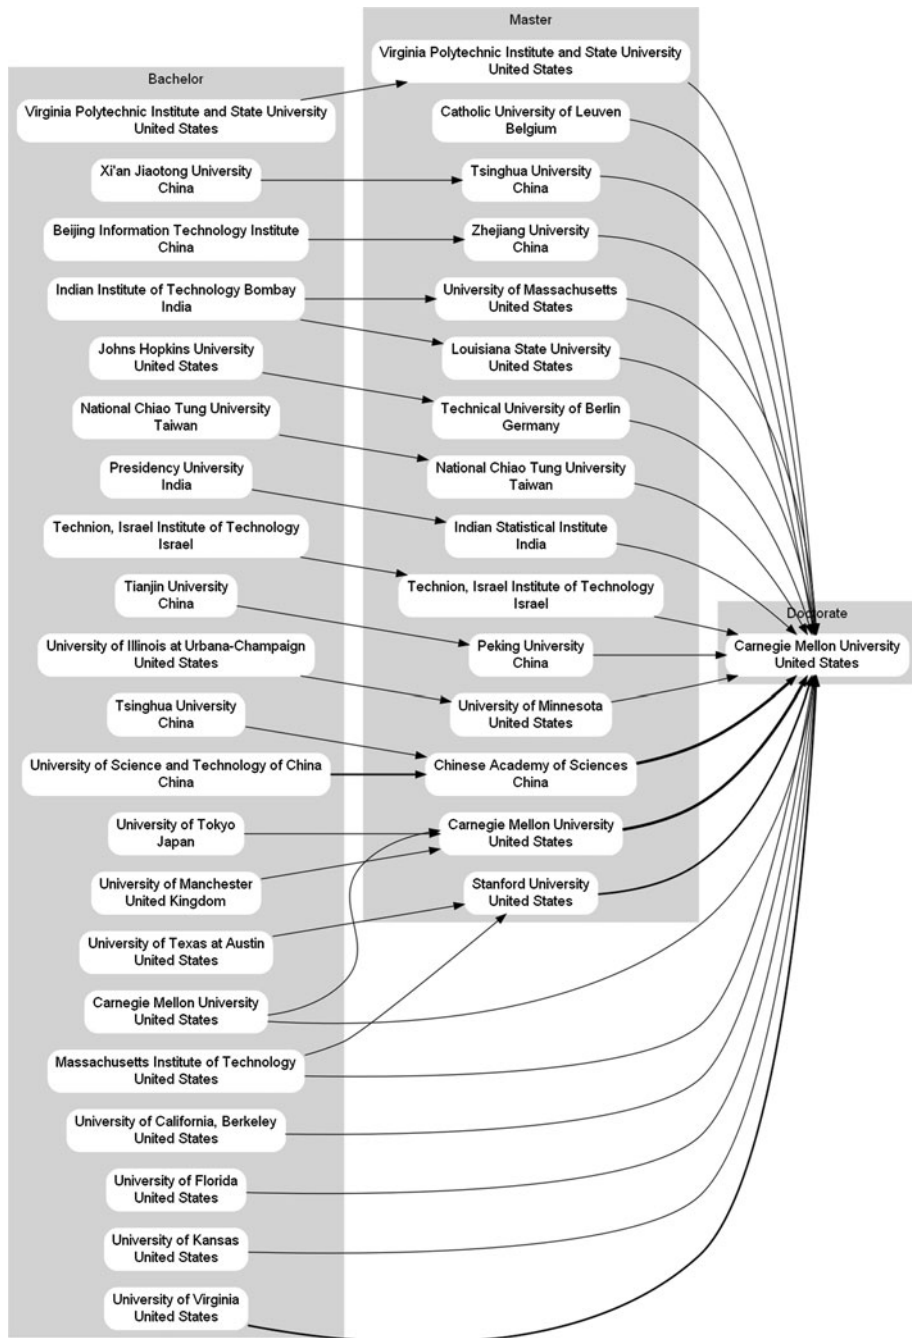 Bachelor
Virginia Polytechnic Institute and State University
United States
Xi'an Jiaotong University
China
Beijing Information Technology Institute
China
Indian Institute of Technology Bombay
India
Johns Hopkins University
United States
National Chiao Tung University
Taiwan
Presidency University
India
Technion, Israel Institute of Technology
Israel
Tianjin University
China
University of Illinois at Urbana-Champaign
United States
Tsinghua University
China
University of Science and Technology of China
China
University of Tokyo
Japan
University of Manchester
United Kingdom
University of Texas at Austin
United States
Carnegie Mellon University
United States
Massachusetts Institute of Technology
United States
University of California, Berkeley
United States
University of Florida
United States
University of Kansas
United States
University of Virginia
United States
Master
Virginia Polytechnic Institute and State University
United States
Catholic University of Leuven
Belgium
Tsinghua University
China
Zhejiang University
China
University of Massachusetts
United States
Louisiana State University
United States
Technical University of Berlin
Germany
National Chiao Tung University
Taiwan
Indian Statistical Institute
India
Technion, Israel Institute of Technology
Israel
Peking University
China
University of Minnesota
United States
Chinese Academy of Sciences
China
Carnegie Mellon University
United States
Stanford University
United States
Doctorate
Carnegie Mellon University
United States